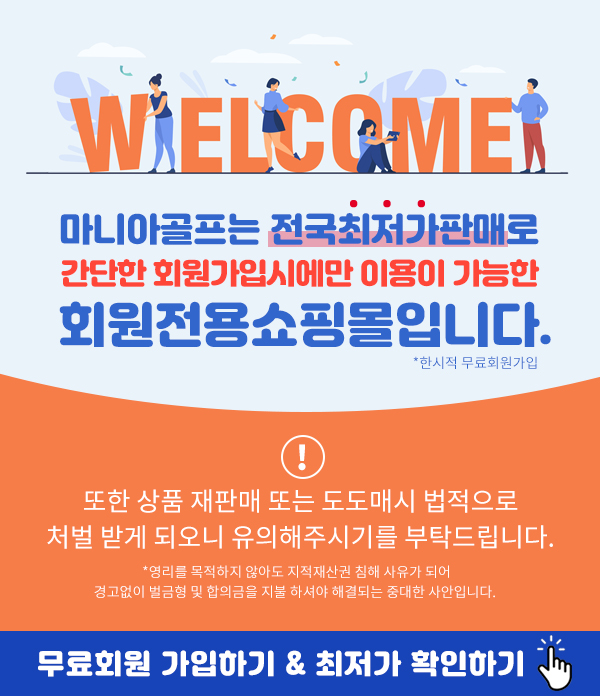 WELCOME
마니아골프는 전국최저가판매로
간단한 회원가입시에만 이용이 가능한
회원전용쇼핑몰입니다.
*한시적 무료회원가입
!
또한 상품 재판매 또는 도도매시 법적으로
처벌 받게 되오니 유의해주시기를 부탁드립니다.
*영리를 목적하지 않아도 지적재산권 침해 사유가 되어
경고없이 벌금형 및 합의금을 지불 하셔야 해결되는 중대한 사안입니다.
무료회원 가입하기 & 최저가 확인하기